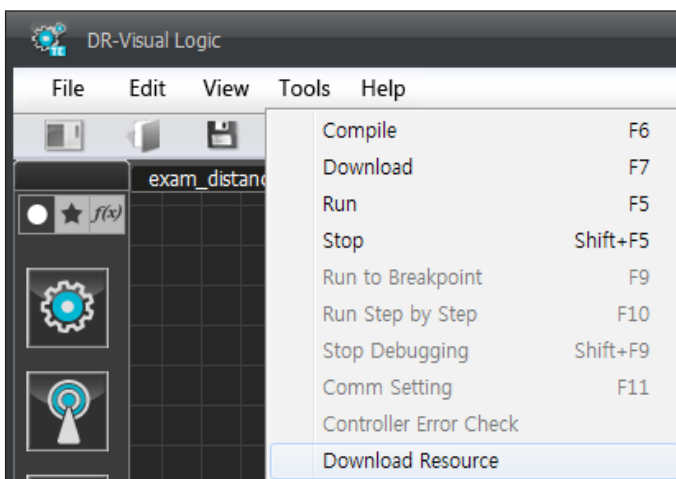 DR-Visual Logic
File Edit View Tools Help
exam_distanc
f(x)
Compile F6
Download F7
Run F5
Stop Shift+F5
Run to Breakpoint F9
Run Step by Step F10
Stop Debugging Shift+F9
Comm Setting F11
Controller Error Check
Download Resource